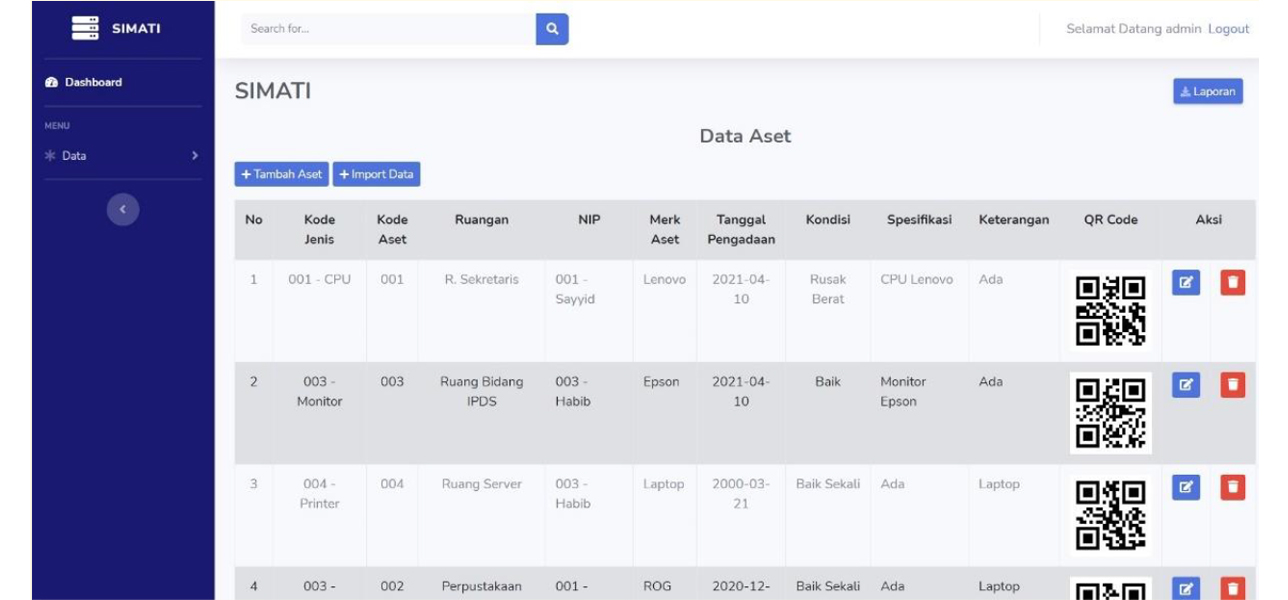 SIMATI
Search for...
Selamat Datang admin Logout
Dashboard
SIMATI
Laporan
MENU
Data Aset
Data
+ Tambah Aset + Import Data
No Kode Jenis Kode Aset Ruangan NIP Merk Aset Tanggal Pengadaan Kondisi Spesifikasi Keterangan QR Code Aksi
1 001 - CPU 001 R. Sekretaris 001 - Sayyid Lenovo 2021-04-10 Rusak Berat CPU Lenovo Ada
2 003 - Monitor 003 Ruang Bidang IPDS 003 - Habib Epson 2021-04-10 Baik Monitor Epson Ada
3 004 - Printer 004 Ruang Server 003 - Habib Laptop 2000-03-21 Baik Sekali Ada Laptop
4 003 - 002 Perpustakaan 001 - ROG 2020-12- Baik Sekali Ada Laptop